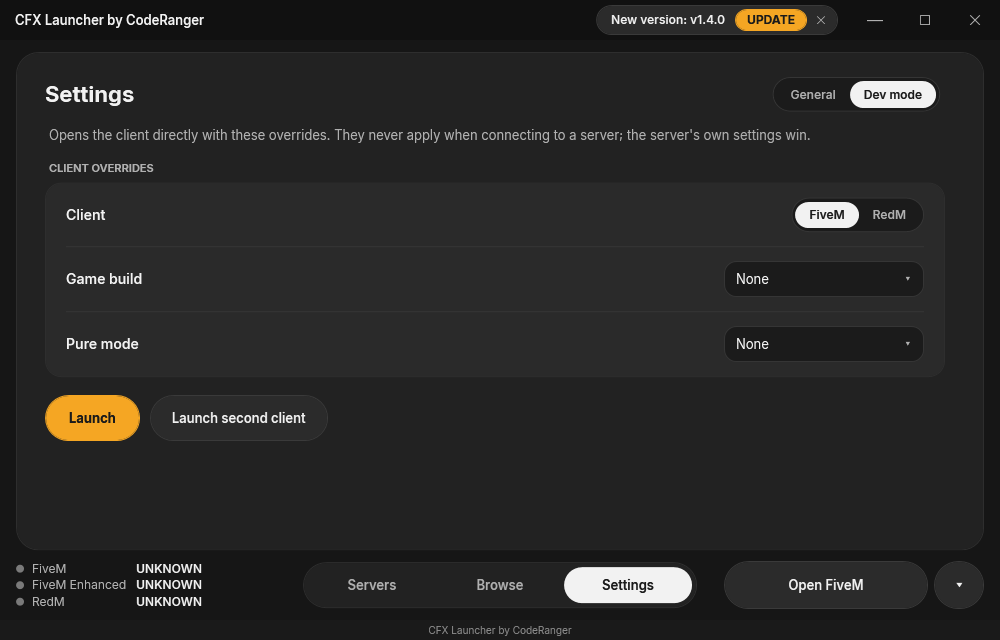 CFX Launcher by CodeRanger
New version: v1.4.0 UPDATE
Settings
General Dev mode
Opens the client directly with these overrides. They never apply when connecting to a server; the server's own settings win.
CLIENT OVERRIDES
Client
FiveM RedM
Game build
None
Pure mode
None
Launch Launch second client
FiveM UNKNOWN
FiveM Enhanced UNKNOWN
RedM UNKNOWN
Servers Browse Settings
Open FiveM
CFX Launcher by CodeRanger